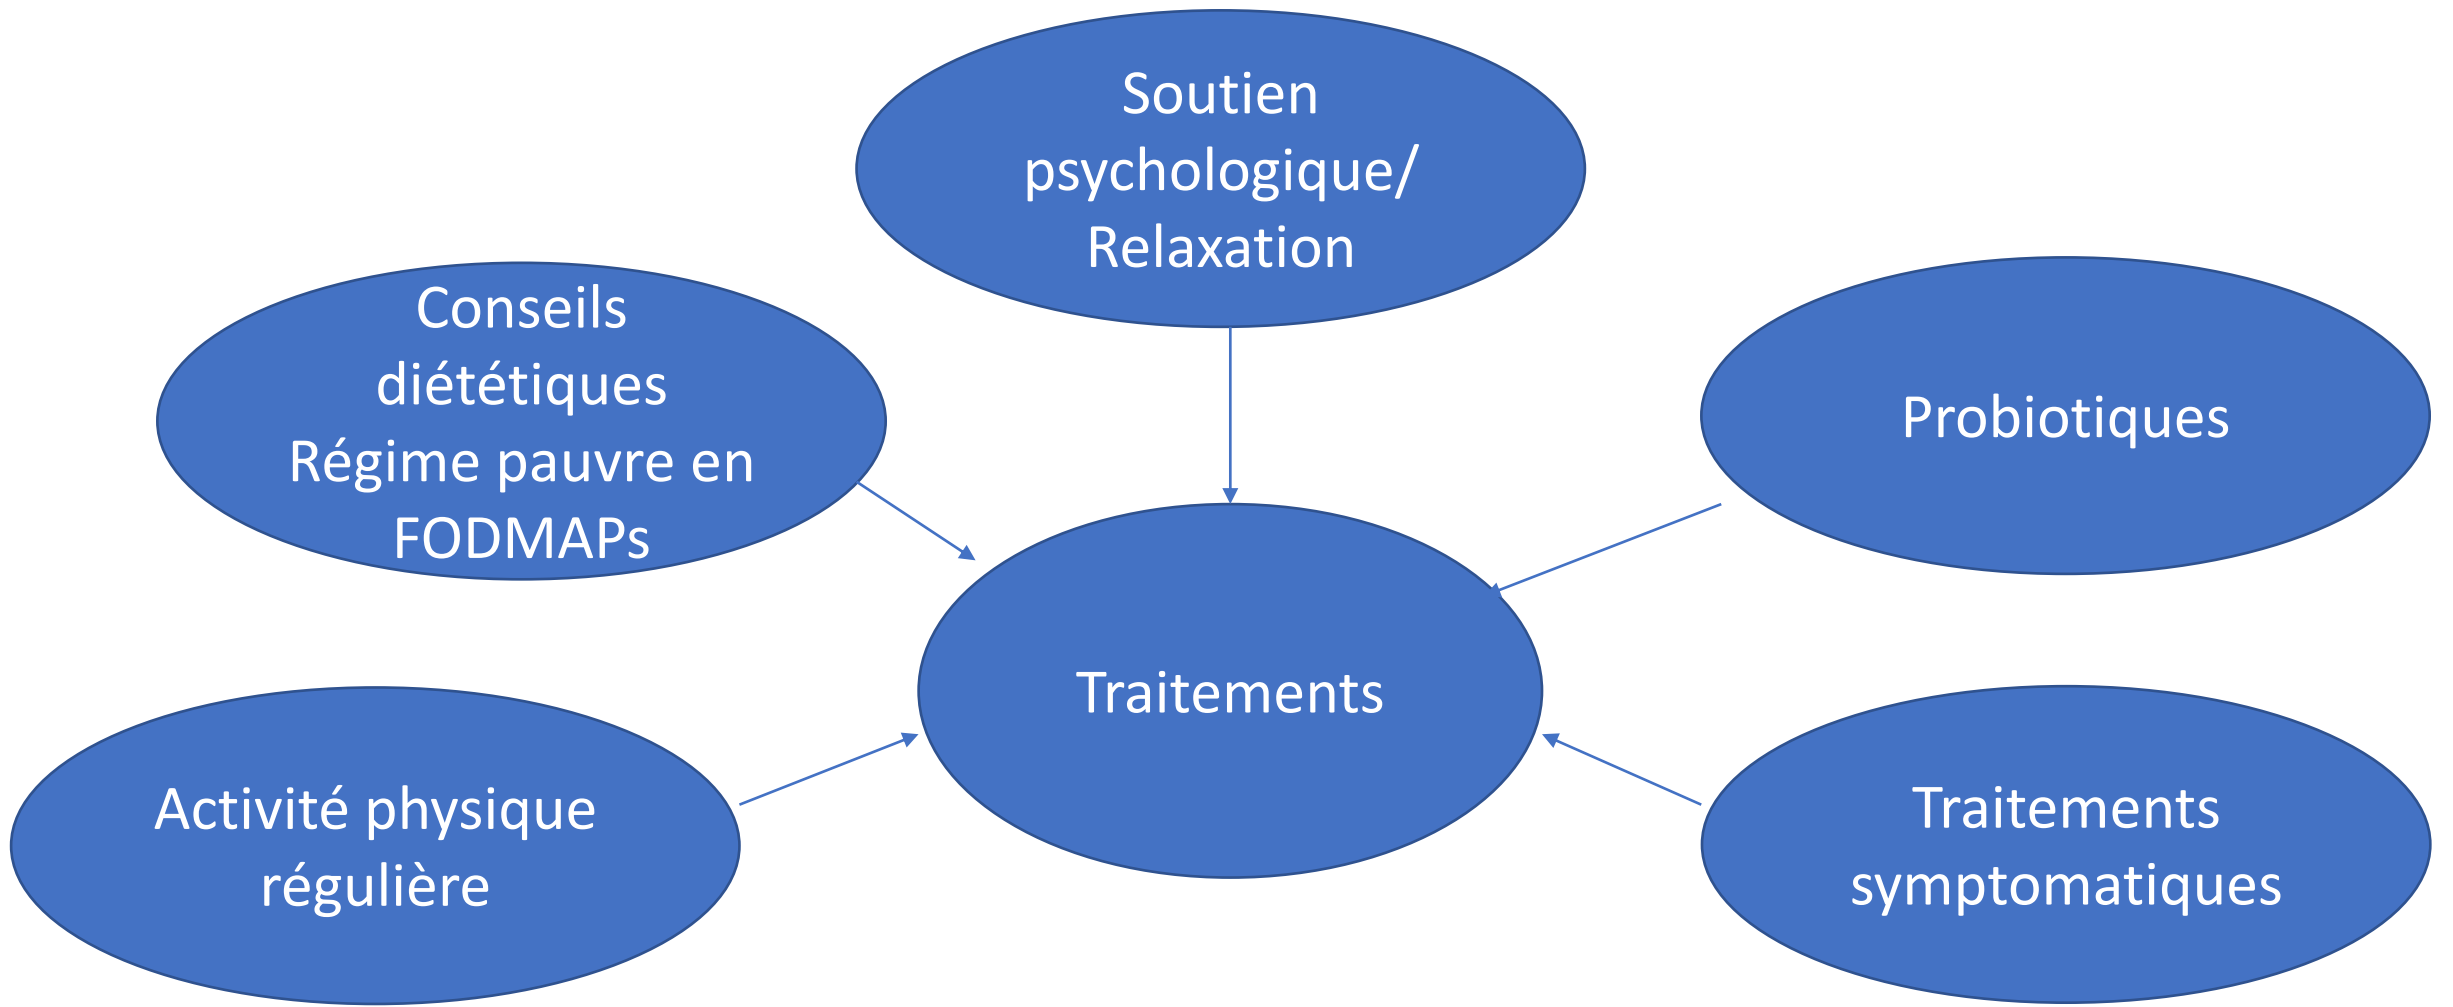 Soutien
psychologique/
Relaxation
Conseils
diététiques
Régime pauvre en
FODMAPs
Probiotiques
Traitements
Activité physique
régulière
Traitements
symptomatiques